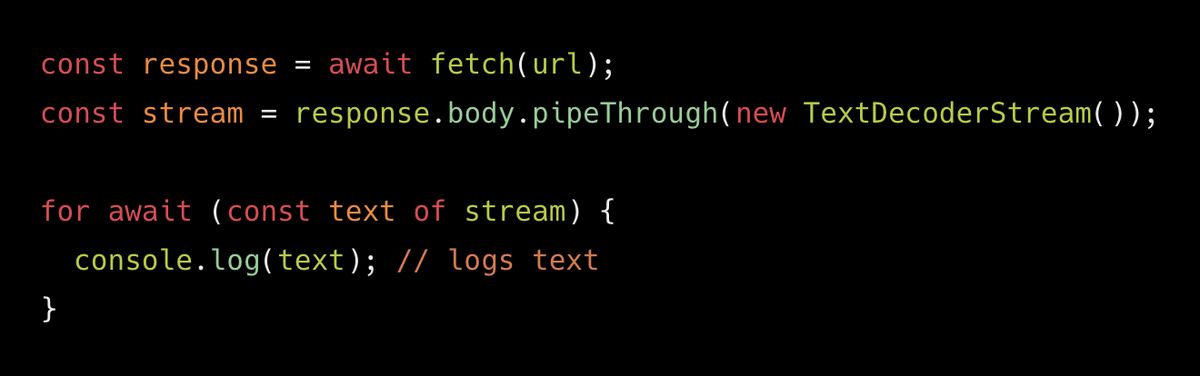 const response = await fetch(url);
const stream = response.body.pipeThrough(new TextDecoderStream());
for await (const text of stream) {
  console.log(text); // logs text
}